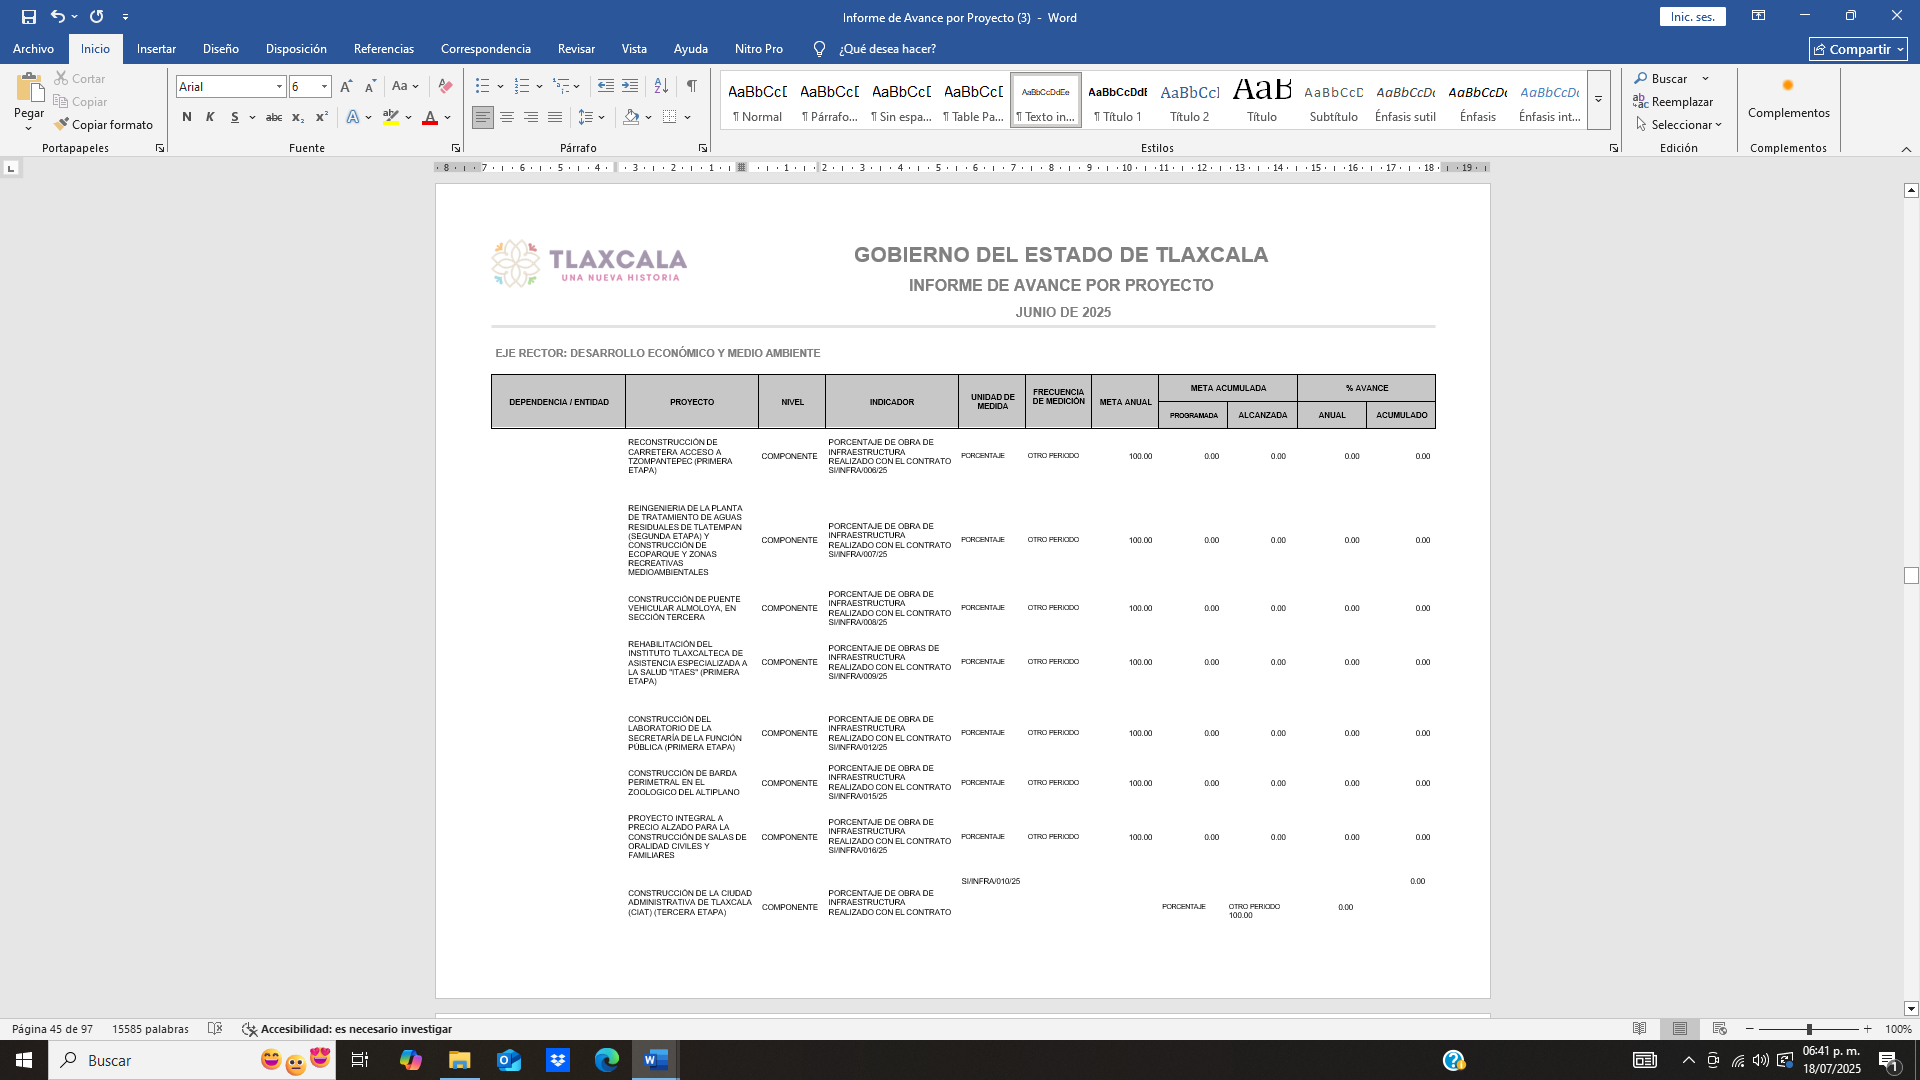 Informe de Avance por Proyecto (3) - Word
Inic. ses.
Archivo Inicio Insertar Diseño Disposición Referencias Correspondencia Revisar Vista Ayuda Nitro Pro ¿Qué desea hacer? Compartir
Pegar
Cortar
Copiar
Copiar formato
Portapapeles
Arial 6
Fuente
Párrafo
AaBbCcD ¶ Normal
AaBbCcD ¶ Párrafo...
AaBbCcD ¶ Sin espa...
AaBbCcD ¶ Table Pa...
AaBbCcDdEe ¶ Texto in...
AaBbCcDdE ¶ Título 1
AaBbCcI Título 2
AaB Título
AaBbCcD Subtítulo
AaBbCcDc Énfasis sutil
AaBbCcDc Énfasis
AaBbCcDc Énfasis int...
Estilos
Buscar
Reemplazar
Seleccionar
Edición
Complementos
Complementos
TLAXCALA
UNA NUEVA HISTORIA
GOBIERNO DEL ESTADO DE TLAXCALA
INFORME DE AVANCE POR PROYECTO
JUNIO DE 2025
EJE RECTOR: DESARROLLO ECONÓMICO Y MEDIO AMBIENTE
DEPENDENCIA / ENTIDAD PROYECTO NIVEL INDICADOR UNIDAD DE MEDIDA FRECUENCIA DE MEDICIÓN META ANUAL META ACUMULADA % AVANCE
PROGRAMADA ALCANZADA ANUAL ACUMULADO
RECONSTRUCCIÓN DE
CARRETERA ACCESO A
TZOMPANTEPEC (PRIMERA
ETAPA)
COMPONENTE
PORCENTAJE DE OBRA DE
INFRAESTRUCTURA
REALIZADO CON EL CONTRATO
SI/INFRA/006/25
PORCENTAJE OTRO PERIODO 100.00 0.00 0.00 0.00 0.00
REINGENIERIA DE LA PLANTA
DE TRATAMIENTO DE AGUAS
RESIDUALES DE TLATEMPAN
(SEGUNDA ETAPA) Y
CONSTRUCCIÓN DE
ECOPARQUE Y ZONAS
RECREATIVAS
MEDIOAMBIENTALES
COMPONENTE
PORCENTAJE DE OBRA DE
INFRAESTRUCTURA
REALIZADO CON EL CONTRATO
SI/INFRA/007/25
PORCENTAJE OTRO PERIODO 100.00 0.00 0.00 0.00 0.00
CONSTRUCCIÓN DE PUENTE
VEHICULAR ALMOLOYA, EN
SECCIÓN TERCERA
COMPONENTE
PORCENTAJE DE OBRA DE
INFRAESTRUCTURA
REALIZADO CON EL CONTRATO
SI/INFRA/008/25
PORCENTAJE OTRO PERIODO 100.00 0.00 0.00 0.00 0.00
REHABILITACIÓN DEL
INSTITUTO TLAXCALTECA DE
ASISTENCIA ESPECIALIZADA A
LA SALUD "ITAES" (PRIMERA
ETAPA)
COMPONENTE
PORCENTAJE DE OBRAS DE
INFRAESTRUCTURA
REALIZADO CON EL CONTRATO
SI/INFRA/009/25
PORCENTAJE OTRO PERIODO 100.00 0.00 0.00 0.00 0.00
CONSTRUCCIÓN DEL
LABORATORIO DE LA
SECRETARÍA DE LA FUNCIÓN
PÚBLICA (PRIMERA ETAPA)
COMPONENTE
PORCENTAJE DE OBRA DE
INFRAESTRUCTURA
REALIZADO CON EL CONTRATO
SI/INFRA/012/25
PORCENTAJE OTRO PERIODO 100.00 0.00 0.00 0.00 0.00
CONSTRUCCIÓN DE BARDA
PERIMETRAL EN EL
ZOOLOGICO DEL ALTIPLANO
COMPONENTE
PORCENTAJE DE OBRA DE
INFRAESTRUCTURA
REALIZADO CON EL CONTRATO
SI/INFRA/015/25
PORCENTAJE OTRO PERIODO 100.00 0.00 0.00 0.00 0.00
PROYECTO INTEGRAL A
PRECIO ALZADO PARA LA
CONSTRUCCIÓN DE SALAS DE
ORALIDAD CIVILES Y
FAMILIARES
COMPONENTE
PORCENTAJE DE OBRA DE
INFRAESTRUCTURA
REALIZADO CON EL CONTRATO
SI/INFRA/016/25
PORCENTAJE OTRO PERIODO 100.00 0.00 0.00 0.00 0.00
SI/INFRA/010/25 0.00
CONSTRUCCIÓN DE LA CIUDAD
ADMINISTRATIVA DE TLAXCALA
(CIAT) (TERCERA ETAPA)
COMPONENTE
PORCENTAJE DE OBRA DE
INFRAESTRUCTURA
REALIZADO CON EL CONTRATO
PORCENTAJE OTRO PERIODO 0.00
100.00
Página 45 de 97 15585 palabras Accesibilidad: es necesario investigar 100%
Buscar
06:41 p. m.
18/07/2025